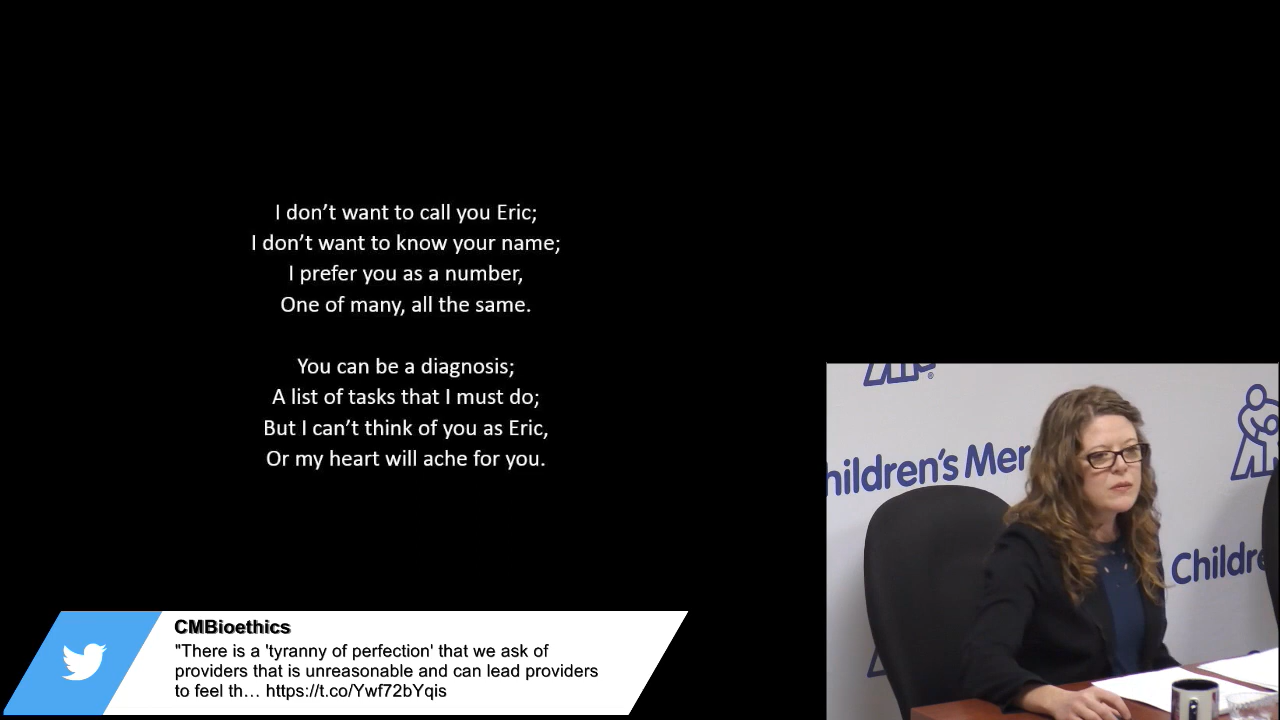 I don't want to call you Eric;
I don't want to know your name;
I prefer you as a number,
One of many, all the same.
You can be a diagnosis;
A list of tasks that I must do;
But I can't think of you as Eric,
Or my heart will ache for you.
hildren's Mer
Childre
CMBioethics
"There is a 'tyranny of perfection' that we ask of
providers that is unreasonable and can lead providers
to feel th... https://t.co/Ywf72bYqis